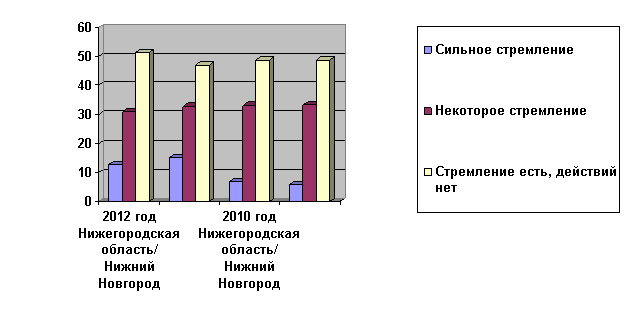 60
50
40
30
20
10
0
2012 год
Нижегородская
область/
Нижний
Новгород
2010 год
Нижегородская
область/
Нижний
Новгород
Сильное стремление
Некоторое стремление
Стремление есть, действий
нет